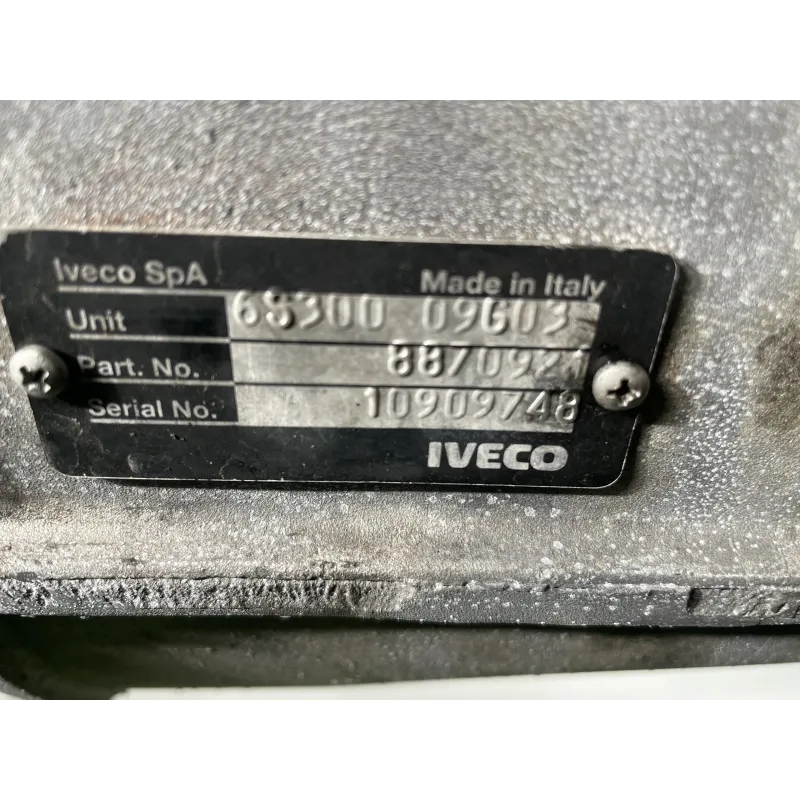 Iveco SpA Made in Italy
Unit 6S300 09G03
Part. No. 8870921
Serial No. 10909748
IVECO